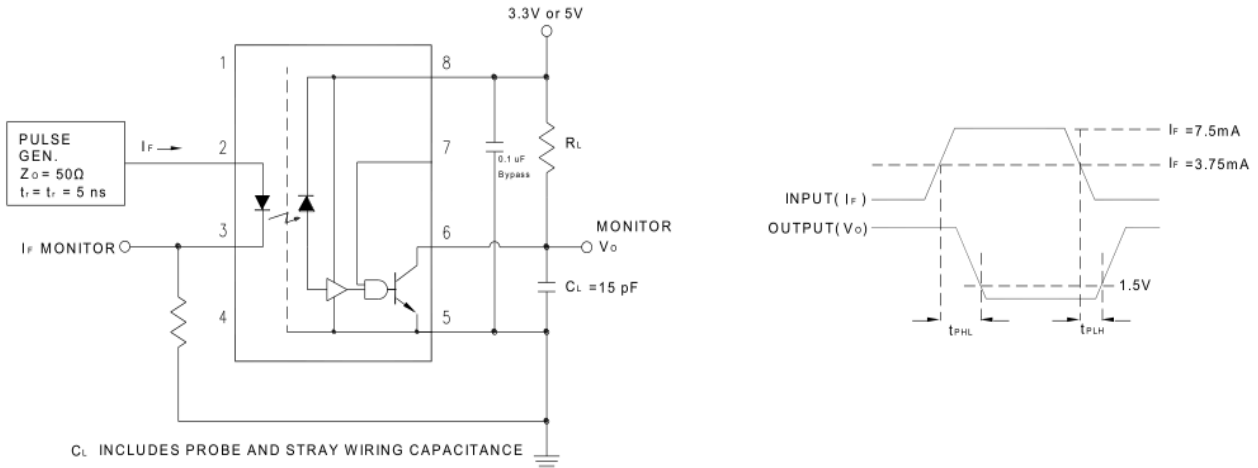 3.3V or 5V
1
8
PULSE
GEN.
Zo = 50Ω
tr = tr = 5 ns
IF
2
7
0.1 uF
Bypass
RL
3
6
IF MONITOR
MONITOR
Vo
CL =15 pF
4
5
CL INCLUDES PROBE AND STRAY WIRING CAPACITANCE
IF =7.5mA
IF =3.75mA
INPUT( IF )
OUTPUT(Vo)
1.5V
tPHL
tPLH